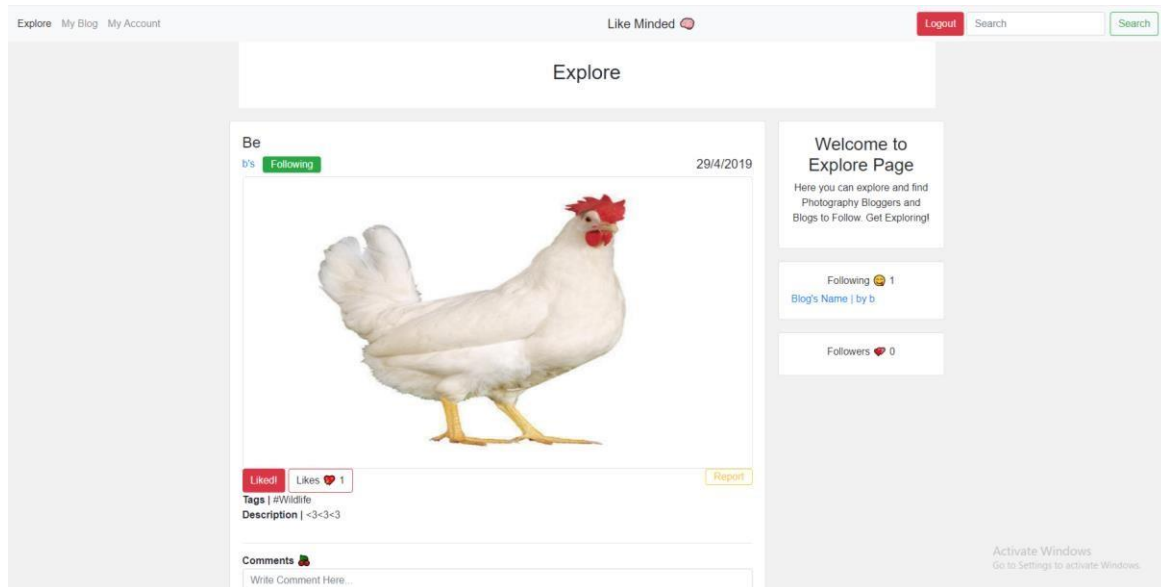 Explore My Blog My Account
Like Minded 🧠
Logout Search Search
Explore
Be
b's Following
29/4/2019
Liked! Likes 💖 1
Report
Tags | #Wildlife
Description | <3<3<3
Comments 🍒
Write Comment Here...
Welcome to
Explore Page
Here you can explore and find
Photography Bloggers and
Blogs to Follow. Get Exploring!
Following 😋 1
Blog's Name | by b
Followers 💝 0
Activate Windows
Go to Settings to activate Windows.